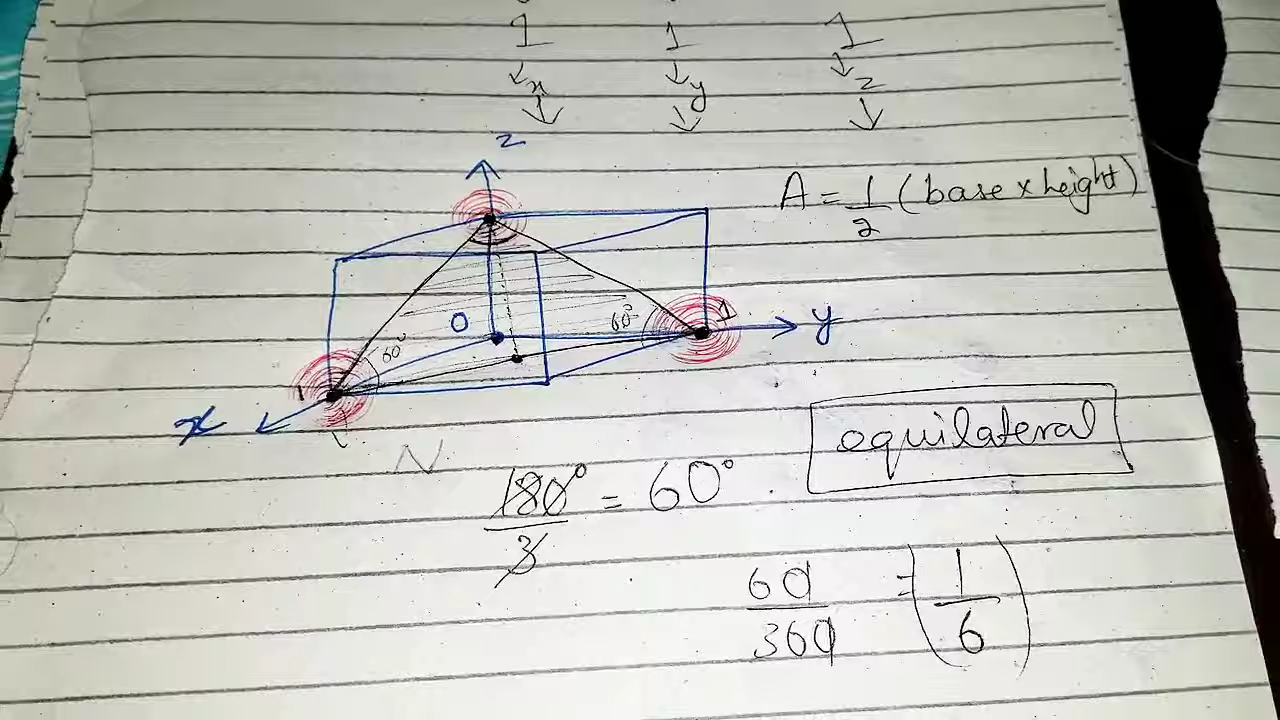 1 1 1
↓ ↓ ↓
x y z
↓ ↓ ↓
z
A = 1/2 (base × height)
O 60° 1 y
60°
1
x
N
equilateral
180°/3 = 60°.
60/360 = (1/6)